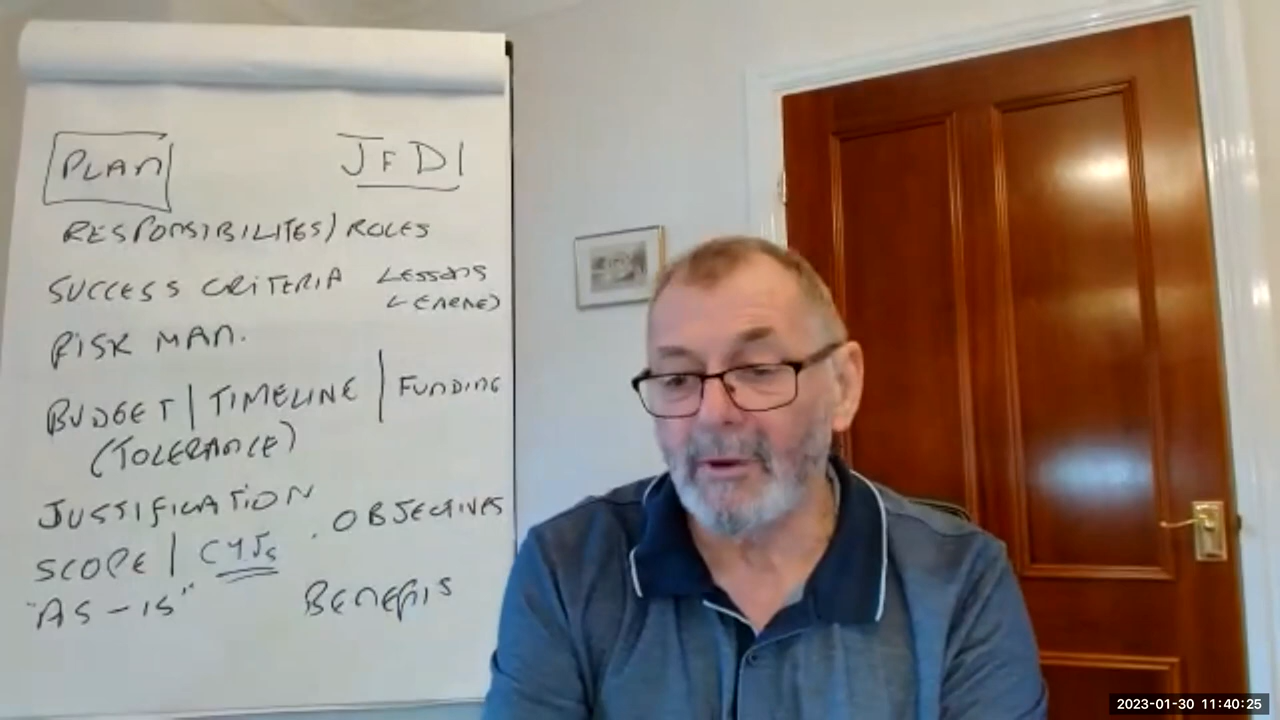 PLAN JFDI
RESPONSIBILITES) ROLES
SUCCESS CRITERIA LESSONS
LEARNED
RISK MAN.
BUDGET | TIMELINE | FUNDING
(TOLERANCE)
JUSTIFICATION
. OBJECTIVES
SCOPE |
"AS-IS" BENEFITS
2023-01-30 11:40:25